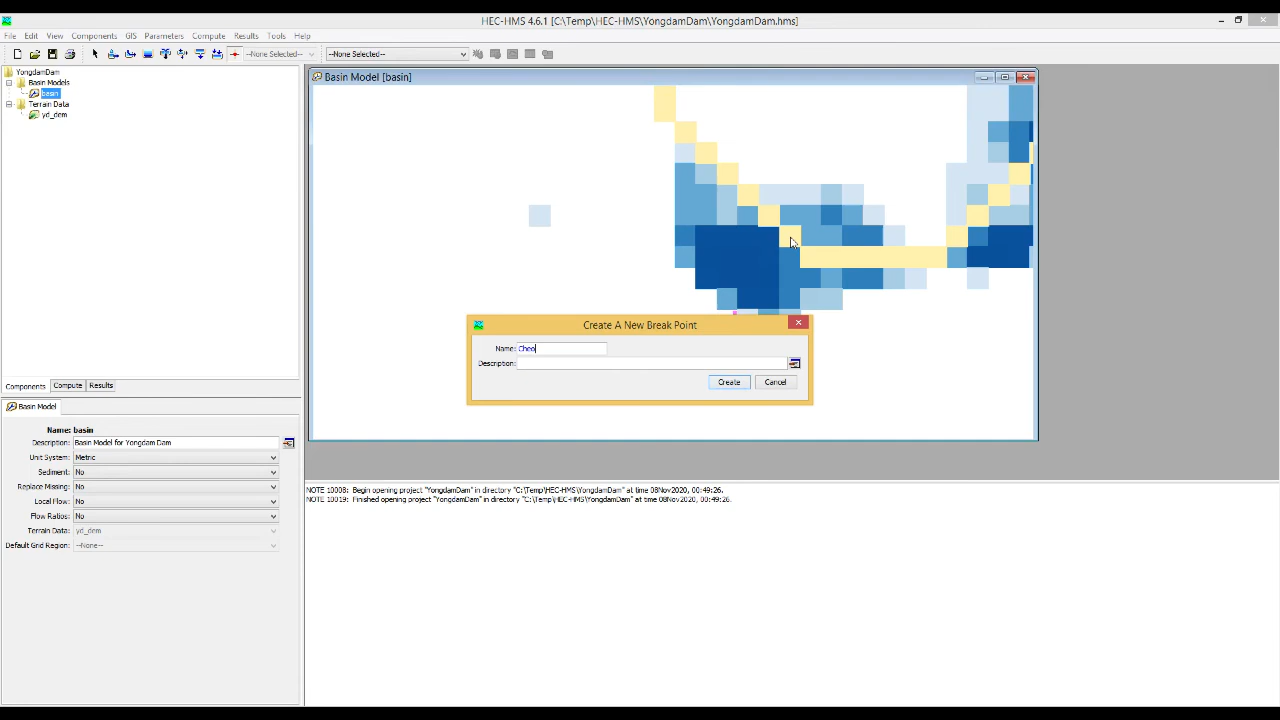 HEC-HMS 4.6.1 [C:\Temp\HEC-HMS\YongdamDam\YongdamDam.hms]
File Edit View Components GIS Parameters Compute Results Tools Help
--None Selected-- --None Selected--
YongdamDam
Basin Models
basin
Terrain Data
yd_dem
Basin Model [basin]
Create A New Break Point
Name: Cheo
Description:
Create Cancel
Components Compute Results
Basin Model
Name: basin
Description: Basin Model for Yongdam Dam
Unit System: Metric
Sediment: No
Replace Missing: No
Local Flow: No
Flow Ratios: No
Terrain Data: yd_dem
Default Grid Region: --None--
NOTE 10008: Begin opening project "YongdamDam" in directory "C:\Temp\HEC-HMS\YongdamDam" at time 08Nov2020, 00:49:26.
NOTE 10019: Finished opening project "YongdamDam" in directory "C:\Temp\HEC-HMS\YongdamDam" at time 08Nov2020, 00:49:26.